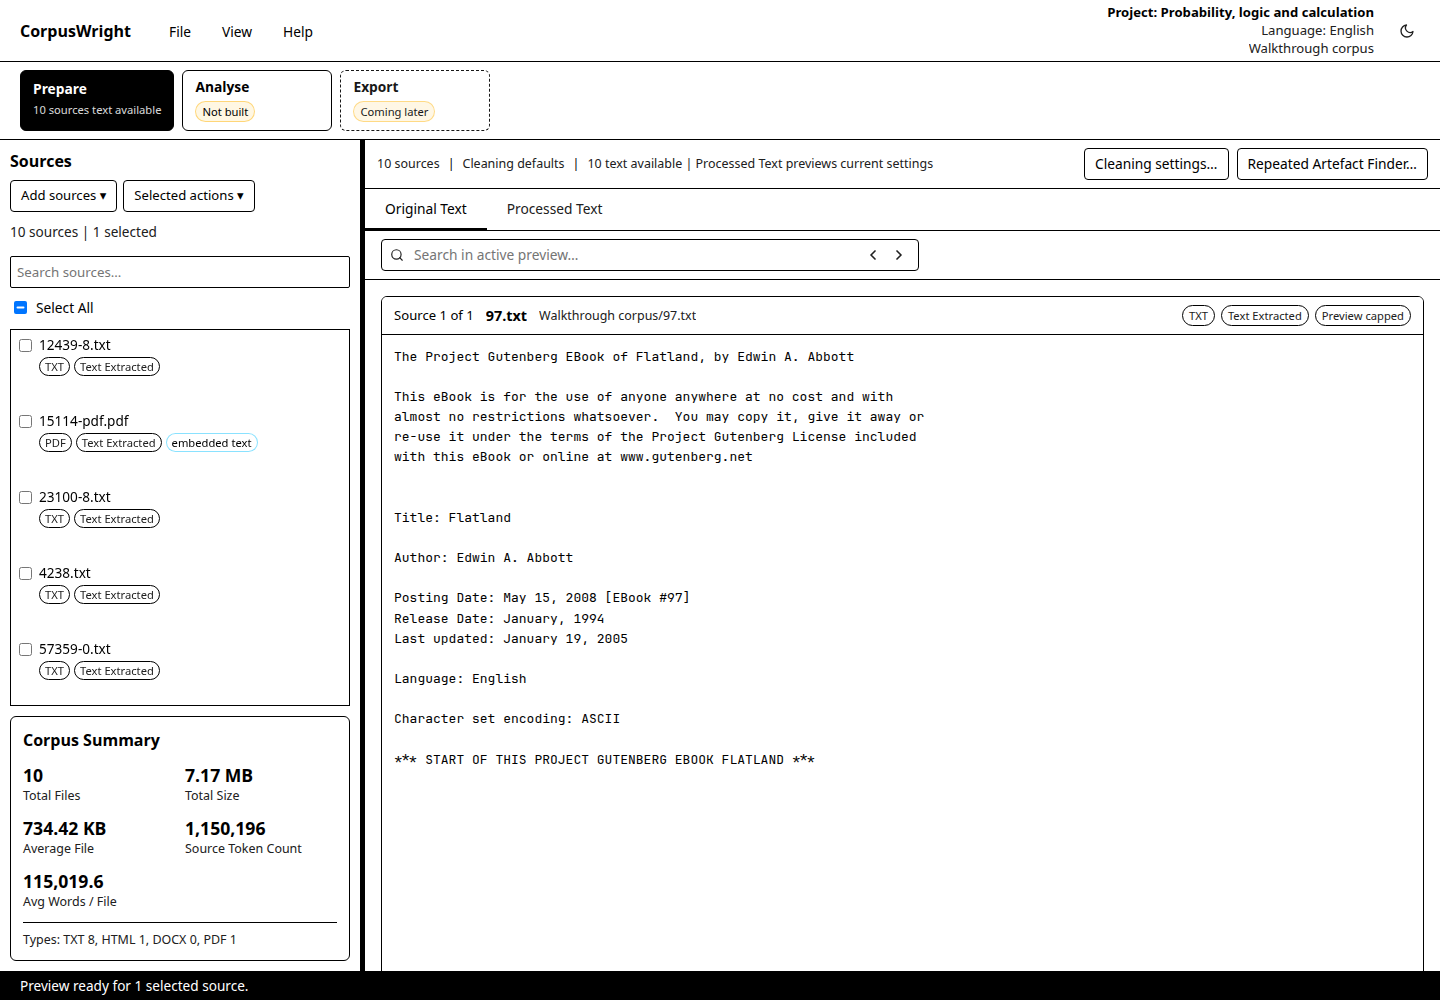 CorpusWright
File
View
Help
Project: Probability, logic and calculation
Language: English
Walkthrough corpus
Prepare
10 sources text available
Analyse
Not built
Export
Coming later
Sources
Add sources ▾
Selected actions ▾
10 sources | 1 selected
Search sources...
Select All
12439-8.txt
TXT Text Extracted
15114-pdf.pdf
PDF Text Extracted embedded text
23100-8.txt
TXT Text Extracted
4238.txt
TXT Text Extracted
57359-0.txt
TXT Text Extracted
Corpus Summary
10 7.17 MB
Total Files Total Size
734.42 KB 1,150,196
Average File Source Token Count
115,019.6
Avg Words / File
Types: TXT 8, HTML 1, DOCX 0, PDF 1
10 sources | Cleaning defaults | 10 text available | Processed Text previews current settings
Cleaning settings...
Repeated Artefact Finder...
Original Text
Processed Text
Search in active preview...
Source 1 of 1 97.txt Walkthrough corpus/97.txt
TXT Text Extracted Preview capped
The Project Gutenberg EBook of Flatland, by Edwin A. Abbott
This eBook is for the use of anyone anywhere at no cost and with
almost no restrictions whatsoever.  You may copy it, give it away or
re-use it under the terms of the Project Gutenberg License included
with this eBook or online at www.gutenberg.net
Title: Flatland
Author: Edwin A. Abbott
Posting Date: May 15, 2008 [EBook #97]
Release Date: January, 1994
Last updated: January 19, 2005
Language: English
Character set encoding: ASCII
*** START OF THIS PROJECT GUTENBERG EBOOK FLATLAND ***
Preview ready for 1 selected source.